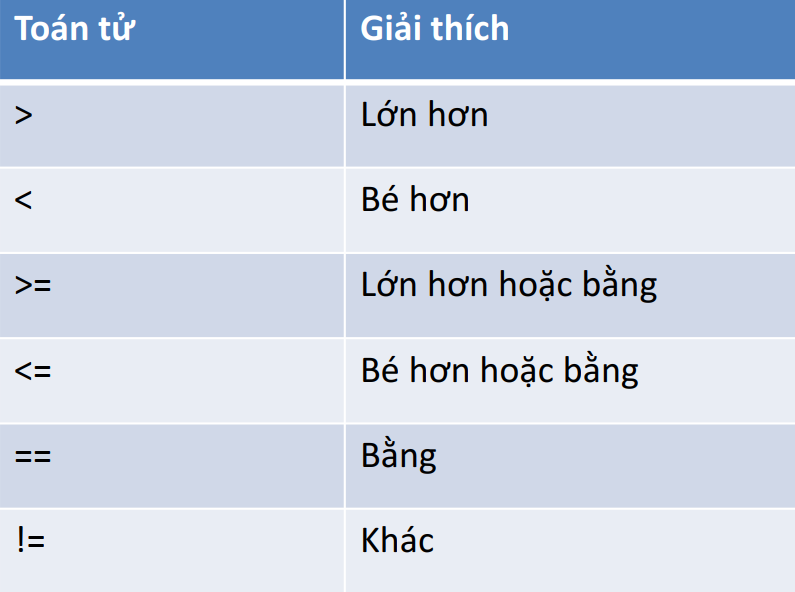 Toán tử Giải thích
> Lớn hơn
< Bé hơn
>= Lớn hơn hoặc bằng
<= Bé hơn hoặc bằng
== Bằng
!= Khác